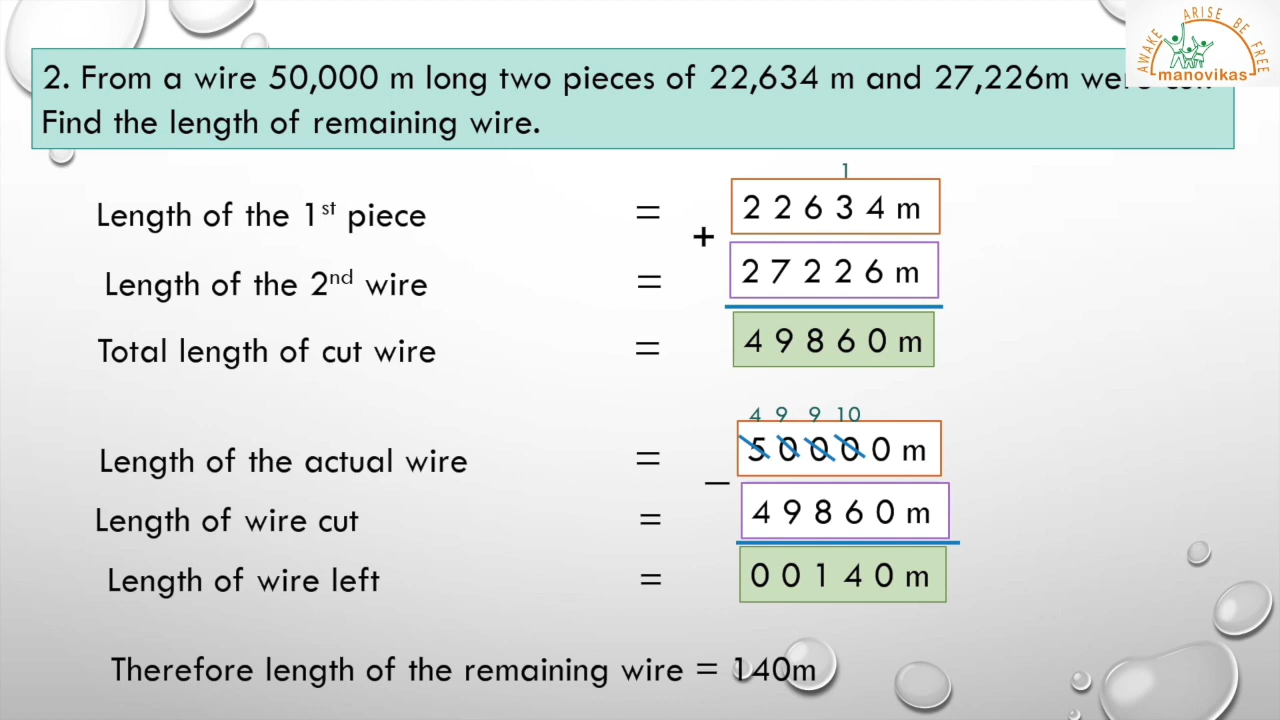 AWAKE ARISE BE FREE
manovikas
2. From a wire 50,000 m long two pieces of 22,634 m and 27,226m
Find the length of remaining wire.
1
Length of the 1st piece = 2 2 6 3 4 m
+
Length of the 2nd wire = 2 7 2 2 6 m
Total length of cut wire = 4 9 8 6 0 m
4 9 9 10
Length of the actual wire = 5 0 0 0 0 m
–
Length of wire cut = 4 9 8 6 0 m
Length of wire left = 0 0 1 4 0 m
Therefore length of the remaining wire = 140m